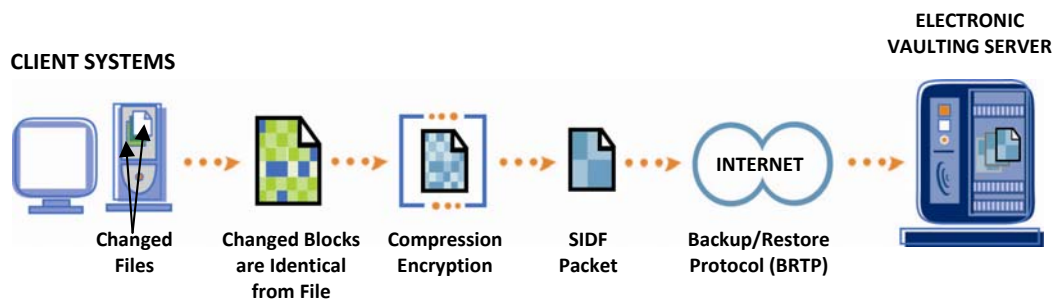 ELECTRONIC
VAULTING SERVER
CLIENT SYSTEMS
INTERNET
Changed
Files
Changed Blocks
are Identical
from File
Compression
Encryption
SIDF
Packet
Backup/Restore
Protocol (BRTP)